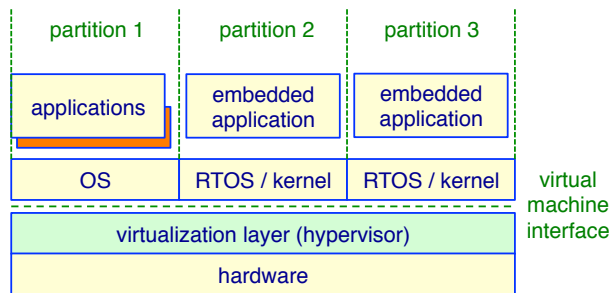 partition 1
partition 2
partition 3
applications
embedded
application
embedded
application
OS
RTOS / kernel
RTOS / kernel
virtual
machine
interface
virtualization layer (hypervisor)
hardware